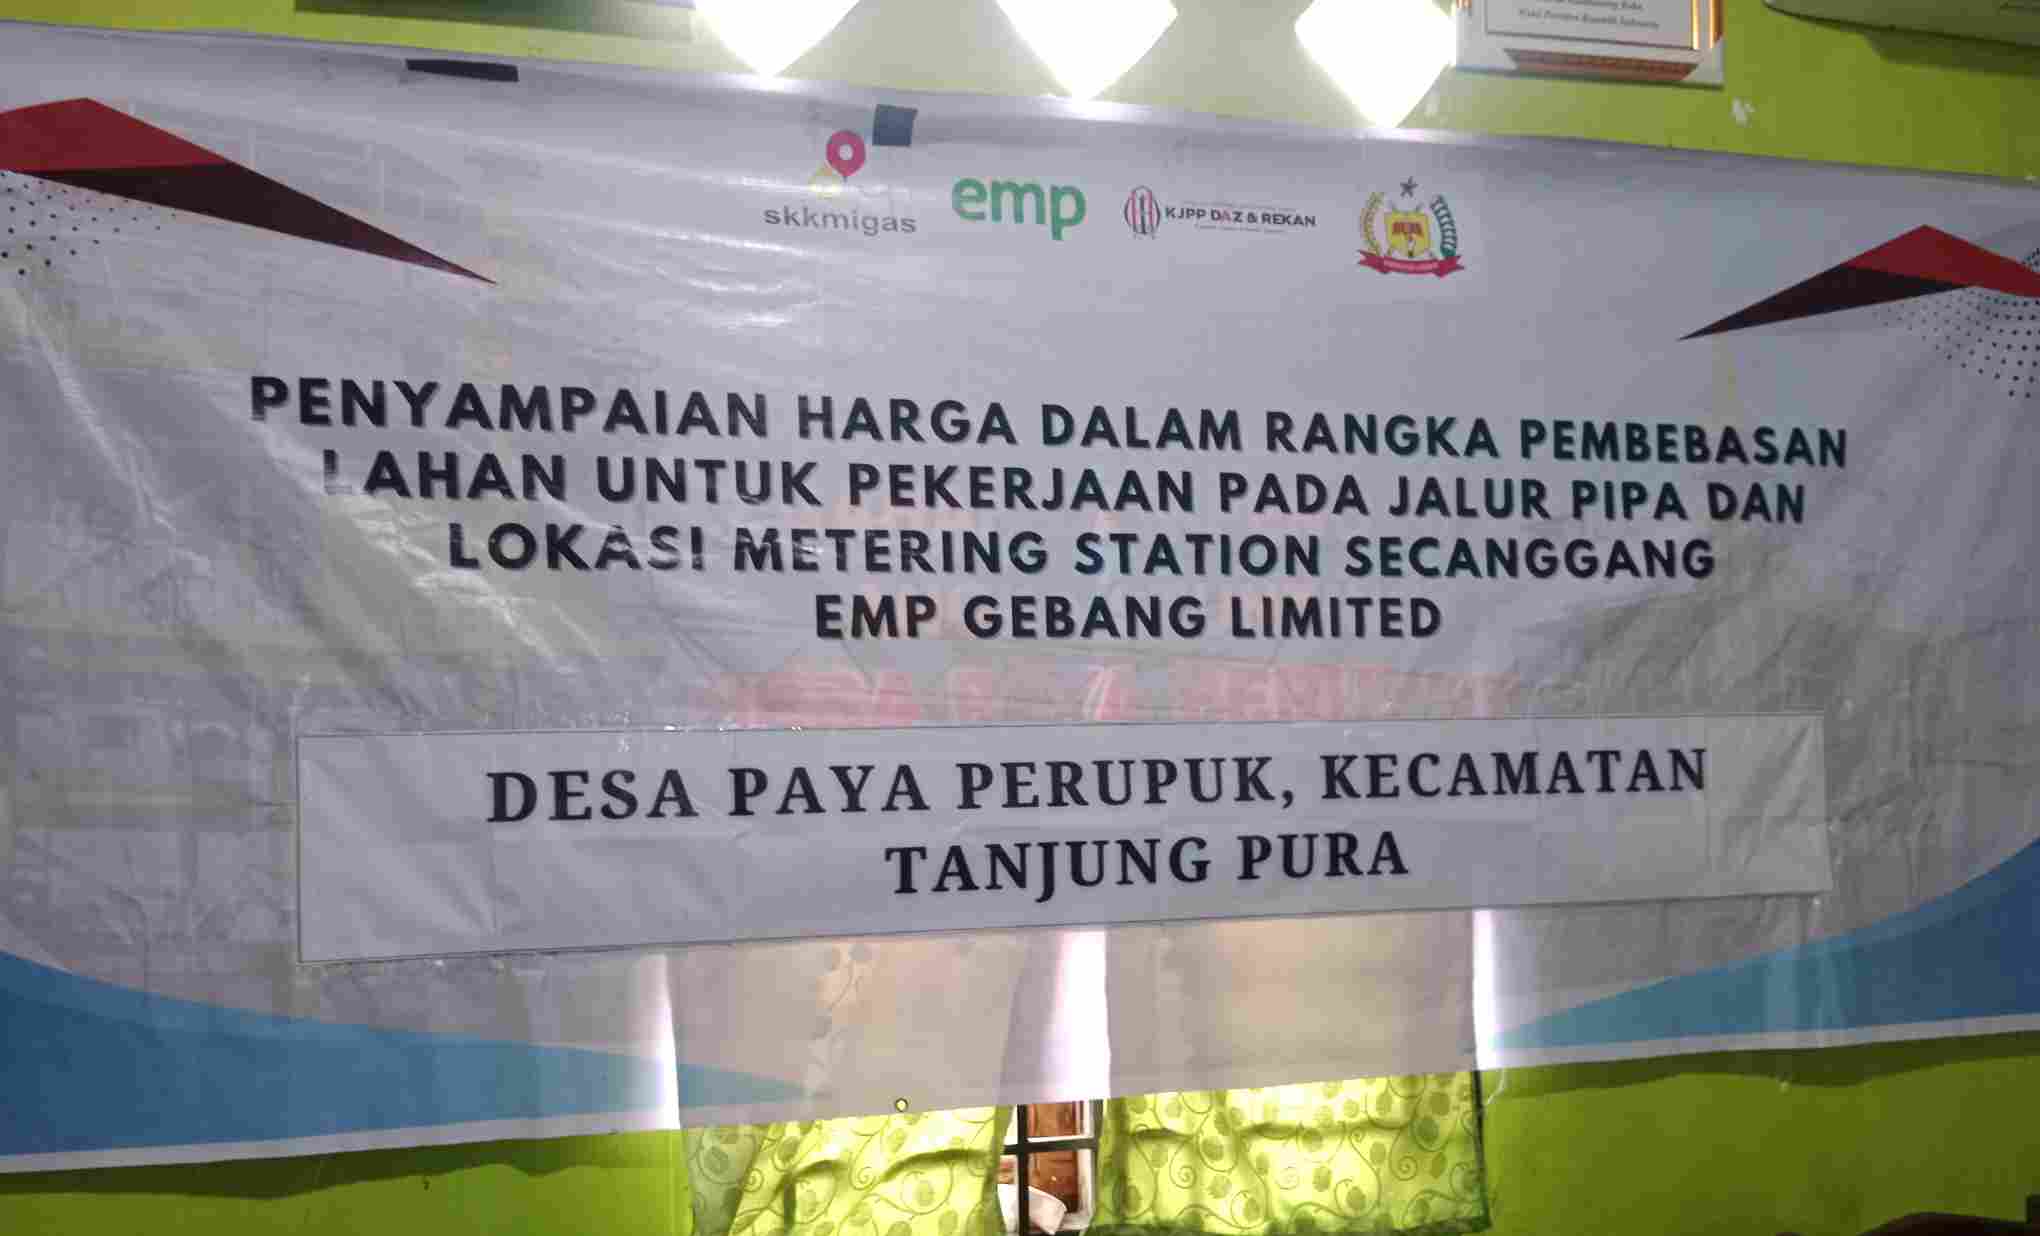 skkmigas
emp
KJPP DAZ & REKAN
PENYAMPAIAN HARGA DALAM RANGKA PEMBEBASAN
LAHAN UNTUK PEKERJAAN PADA JALUR PIPA DAN
LOKASI METERING STATION SECANGGANG
EMP GEBANG LIMITED
DESA PAYA PERUPUK, KECAMATAN
TANJUNG PURA